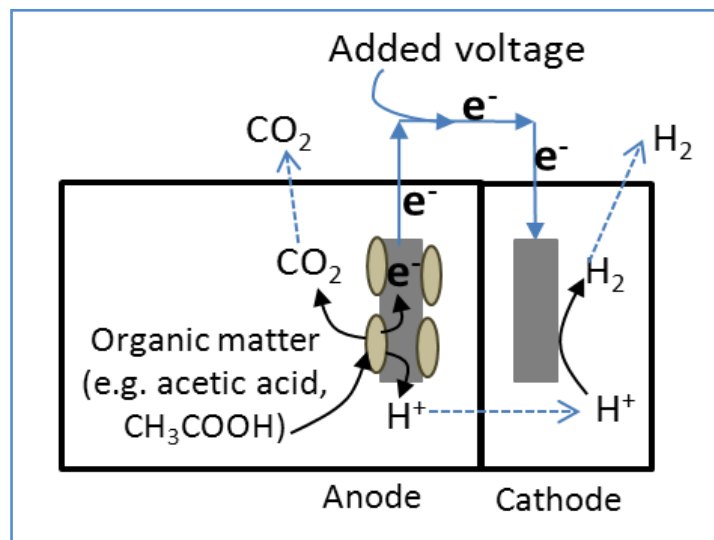 Added voltage
e⁻
CO₂
H₂
e⁻
e⁻
CO₂
e⁻
H₂
Organic matter
(e.g. acetic acid,
CH₃COOH)
H⁺
H⁺
Anode
Cathode